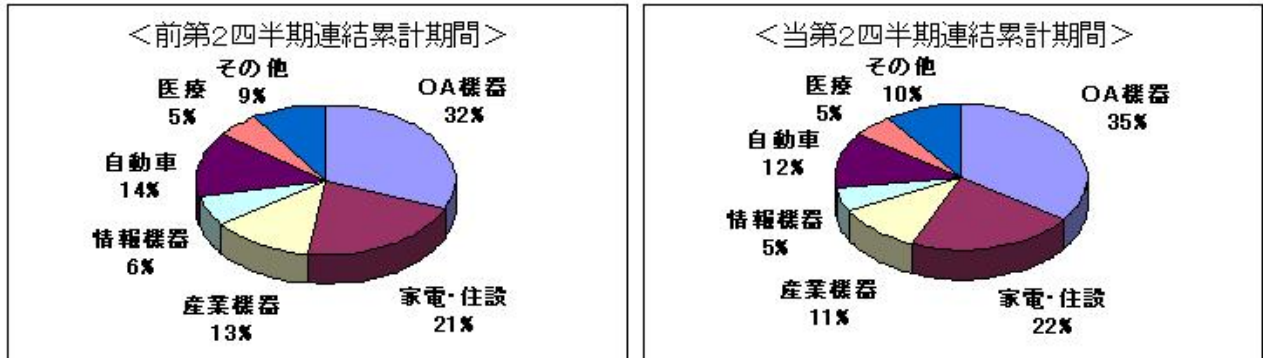 ＜前第2四半期連結累計期間＞
その他
9%
OA機器
32%
医療
5%
自動車
14%
情報機器
6%
産業機器
13%
家電・住設
21%
＜当第2四半期連結累計期間＞
その他
10%
OA機器
35%
医療
5%
自動車
12%
情報機器
5%
産業機器
11%
家電・住設
22%